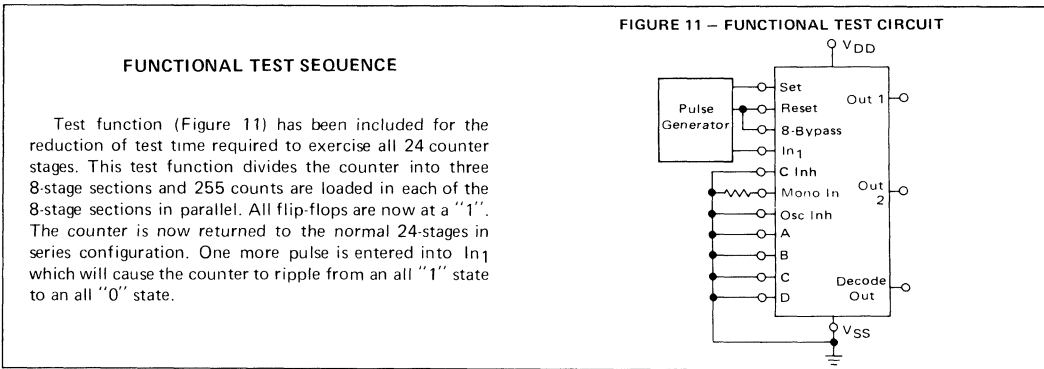 FUNCTIONAL TEST SEQUENCE
Test function (Figure 11) has been included for the
reduction of test time required to exercise all 24 counter
stages. This test function divides the counter into three
8-stage sections and 255 counts are loaded in each of the
8-stage sections in parallel. All flip-flops are now at a "1".
The counter is now returned to the normal 24-stages in
series configuration. One more pulse is entered into In1
which will cause the counter to ripple from an all "1" state
to an all "0" state.
FIGURE 11 – FUNCTIONAL TEST CIRCUIT
VDD
Pulse
Generator
Set
Reset
8-Bypass
In1
C Inh
Mono In
Osc Inh
A
B
C
D
Out 1
Out
2
Decode
Out
VSS